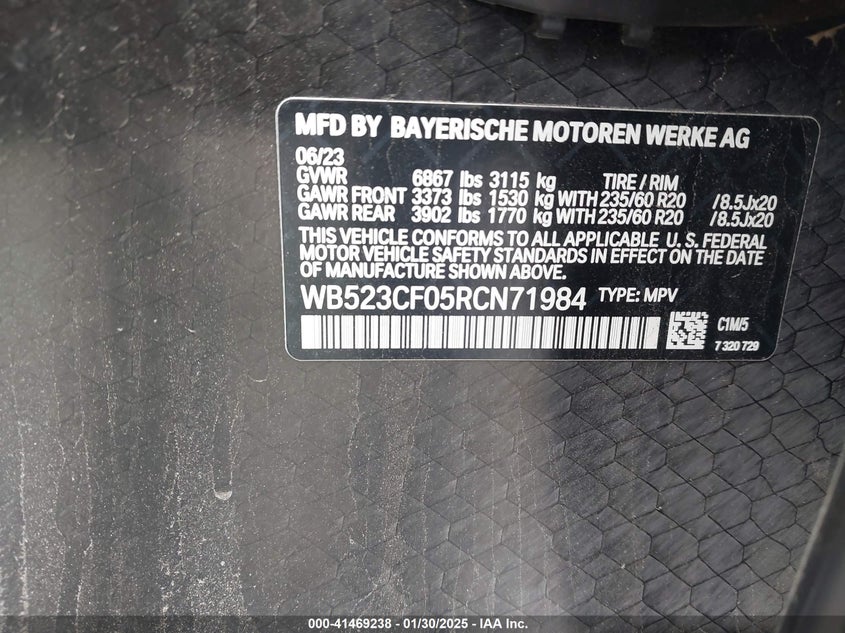 MFD BY BAYERISCHE MOTOREN WERKE AG
06/23
GVWR 6867 lbs 3115 kg TIRE / RIM
GAWR FRONT 3373 lbs 1530 kg WITH 235/60 R20 /8.5Jx20
GAWR REAR 3902 lbs 1770 kg WITH 235/60 R20 /8.5Jx20
THIS VEHICLE CONFORMS TO ALL APPLICABLE U. S. FEDERAL
MOTOR VEHICLE SAFETY STANDARDS IN EFFECT ON THE DATE
OF MANUFACTURE SHOWN ABOVE.
WB523CF05RCN71984 TYPE: MPV
C1M/5
7 320 729
000-41469238 - 01/30/2025 - IAA Inc.